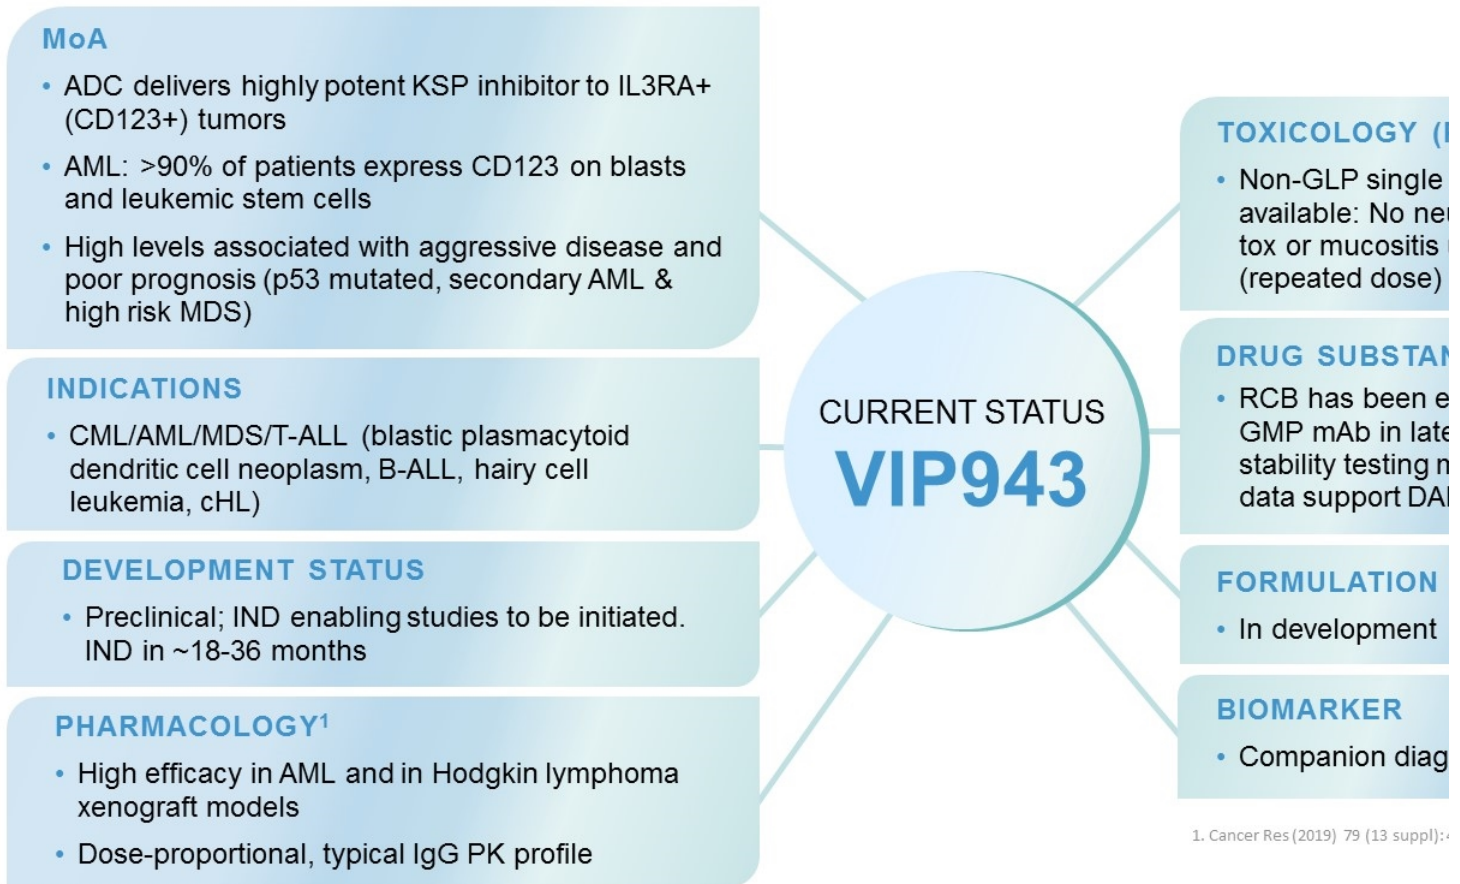 MoA
• ADC delivers highly potent KSP inhibitor to IL3RA+
(CD123+) tumors
• AML: >90% of patients express CD123 on blasts
and leukemic stem cells
• High levels associated with aggressive disease and
poor prognosis (p53 mutated, secondary AML &
high risk MDS)
INDICATIONS
• CML/AML/MDS/T-ALL (blastic plasmacytoid
dendritic cell neoplasm, B-ALL, hairy cell
leukemia, cHL)
DEVELOPMENT STATUS
• Preclinical; IND enabling studies to be initiated.
IND in ~18-36 months
PHARMACOLOGY¹
• High efficacy in AML and in Hodgkin lymphoma
xenograft models
• Dose-proportional, typical IgG PK profile
CURRENT STATUS
VIP943
TOXICOLOGY
• Non-GLP single
available: No
tox or mucositis
(repeated dose)
DRUG
• RCB has been
GMP mAb in
stability testing
data support
FORMULATION
• In development
BIOMARKER
• Companion
1. Cancer Res (2019) 79 (13 suppl):